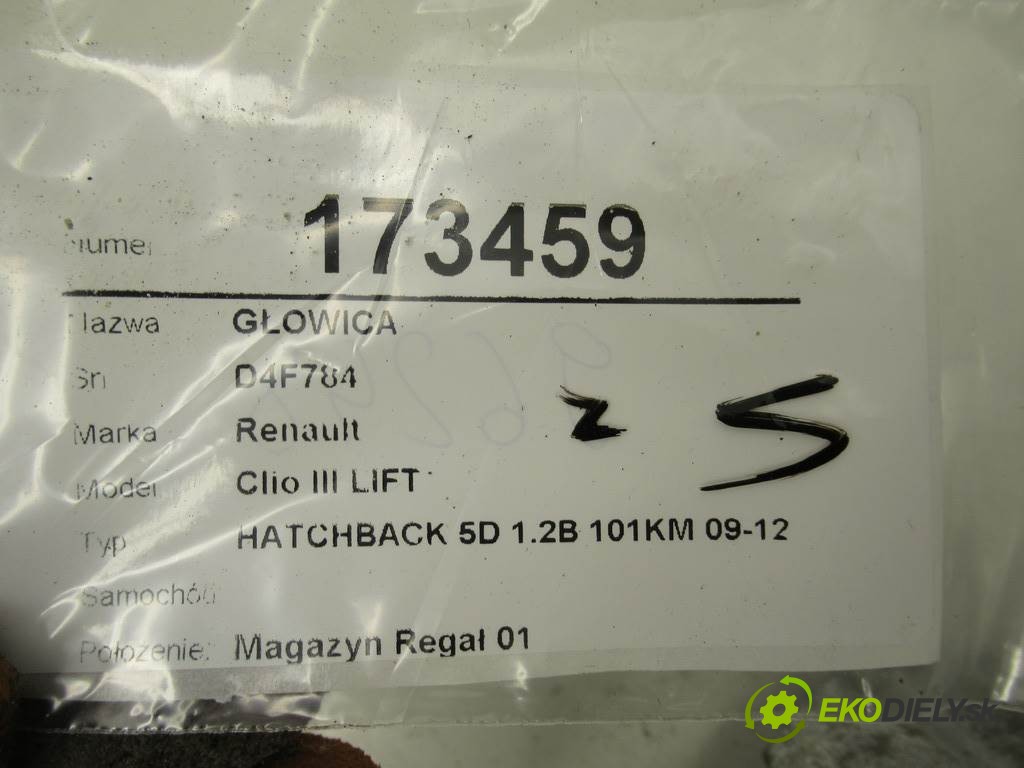 Numer 173459
Nazwa GŁOWICA
Sn D4F784
Marka Renault
Model Clio III LIFT
Typ HATCHBACK 5D 1.2B 101KM 09-12
Samochód
Położenie: Magazyn Regał 01
z S
EKODIELY.sk